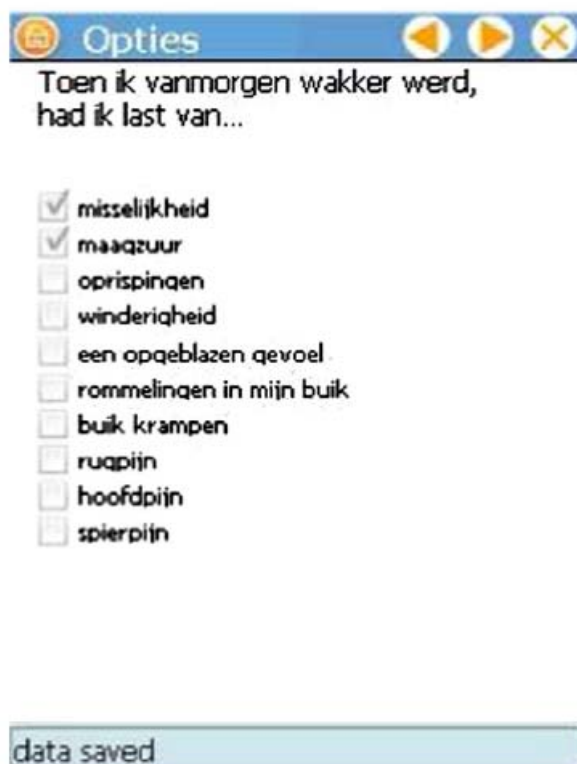 Opties
Toen ik vanmorgen wakker werd,
had ik last van...
misselijkheid
maagzuur
oprispingen
winderigheid
een opgeblazen gevoel
rommelingen in mijn buik
buik krampen
rugpijn
hoofdpijn
spierpijn
data saved